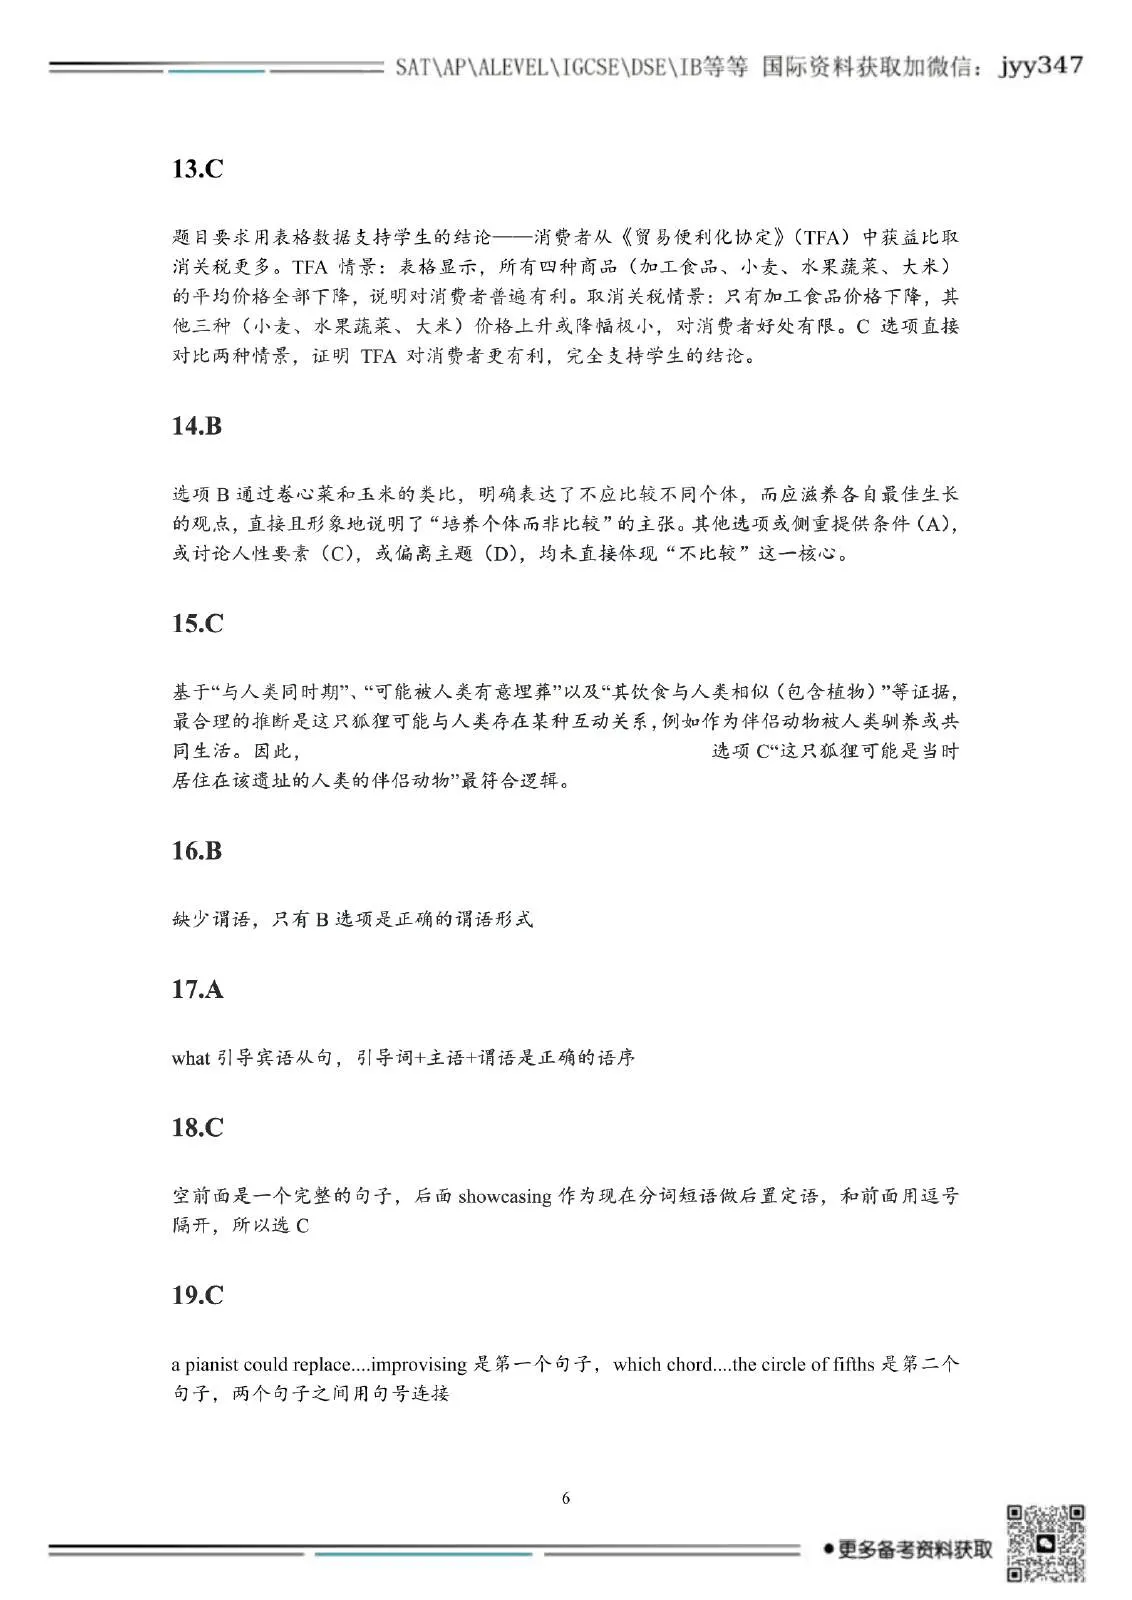 SAT\AP\ALEVEL\IGCSE\DSE\IB等等 国际资料获取加微信：jyy347
13.C
题目要求用表格数据支持学生的结论——消费者从《贸易便利化协定》（TFA）中获益比取
消关税更多。TFA 情景：表格显示，所有四种商品（加工食品、小麦、水果蔬菜、大米）
的平均价格全部下降，说明对消费者普遍有利。取消关税情景：只有加工食品价格下降，其
他三种（小麦、水果蔬菜、大米）价格上升或降幅极小，对消费者好处有限。C 选项直接
对比两种情景，证明 TFA 对消费者更有利，完全支持学生的结论。
14.B
选项 B 通过卷心菜和玉米的类比，明确表达了不应比较不同个体，而应滋养各自最佳生长
的观点，直接且形象地说明了“培养个体而非比较”的主张。其他选项或侧重提供条件（A），
或讨论人性要素（C），或偏离主题（D），均未直接体现“不比较”这一核心。
15.C
基于“与人类同时期”、“可能被人类有意埋葬”以及“其饮食与人类相似（包含植物）”等证据，
最合理的推断是这只狐狸可能与人类存在某种互动关系，例如作为伴侣动物被人类驯养或共
同生活。因此， 选项 C“这只狐狸可能是当时
居住在该遗址的人类的伴侣动物”最符合逻辑。
16.B
缺少谓语，只有 B 选项是正确的谓语形式
17.A
what 引导宾语从句，引导词+主语+谓语是正确的语序
18.C
空前面是一个完整的句子，后面 showcasing 作为现在分词短语做后置定语，和前面用逗号
隔开，所以选 C
19.C
a pianist could replace....improvising 是第一个句子，which chord....the circle of fifths 是第二个
句子，两个句子之间用句号连接
6
●更多备考资料获取